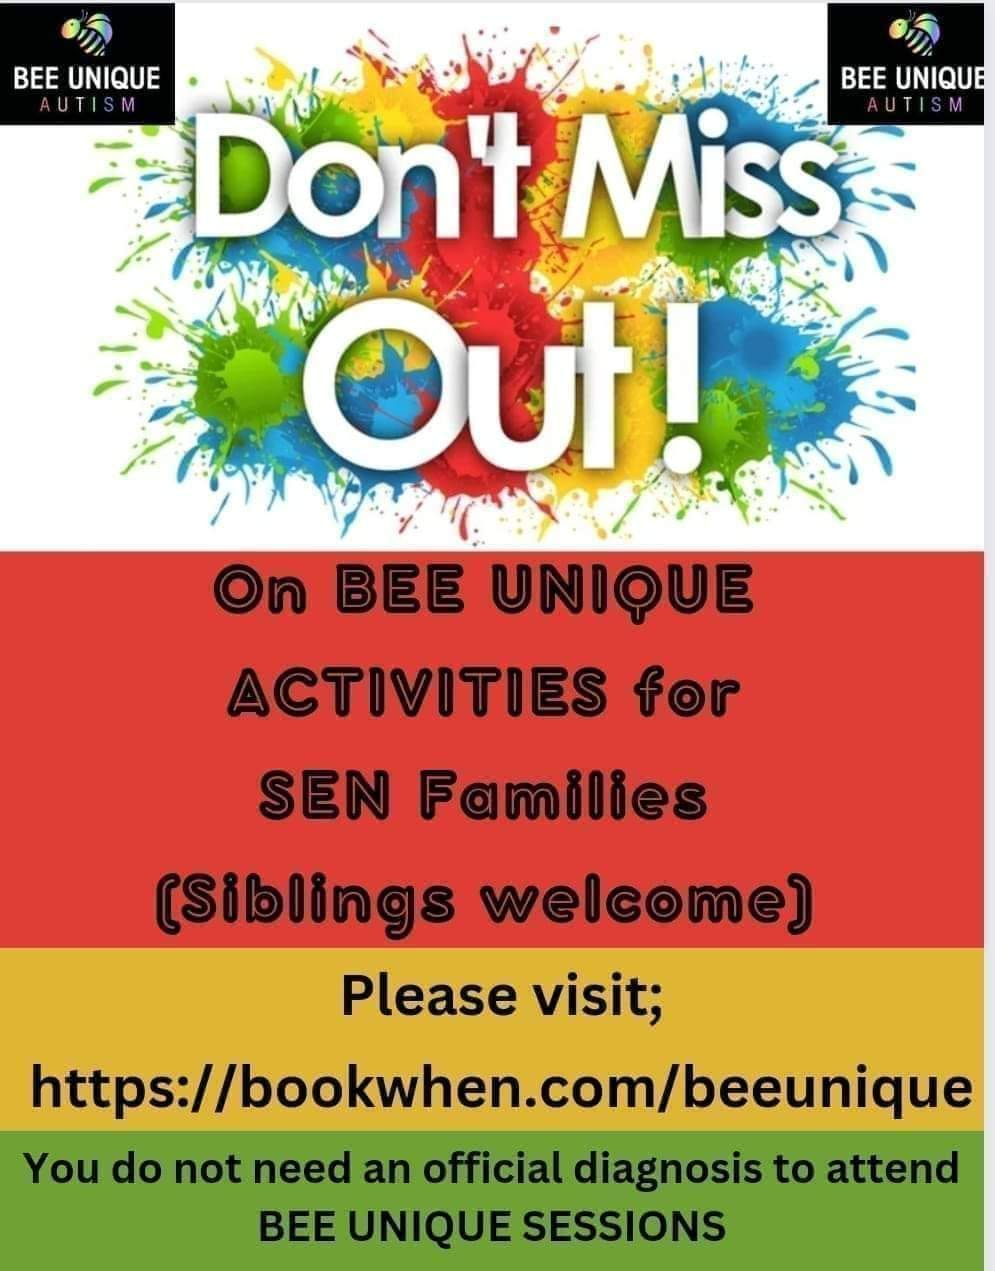 BEE UNIQUE
AUTISM
BEE UNIQUE
AUTISM
Don't Miss
Out!
On BEE UNIQUE
ACTIVITIES for
SEN Families
(Siblings welcome)
Please visit;
https://bookwhen.com/beeunique
You do not need an official diagnosis to attend
BEE UNIQUE SESSIONS